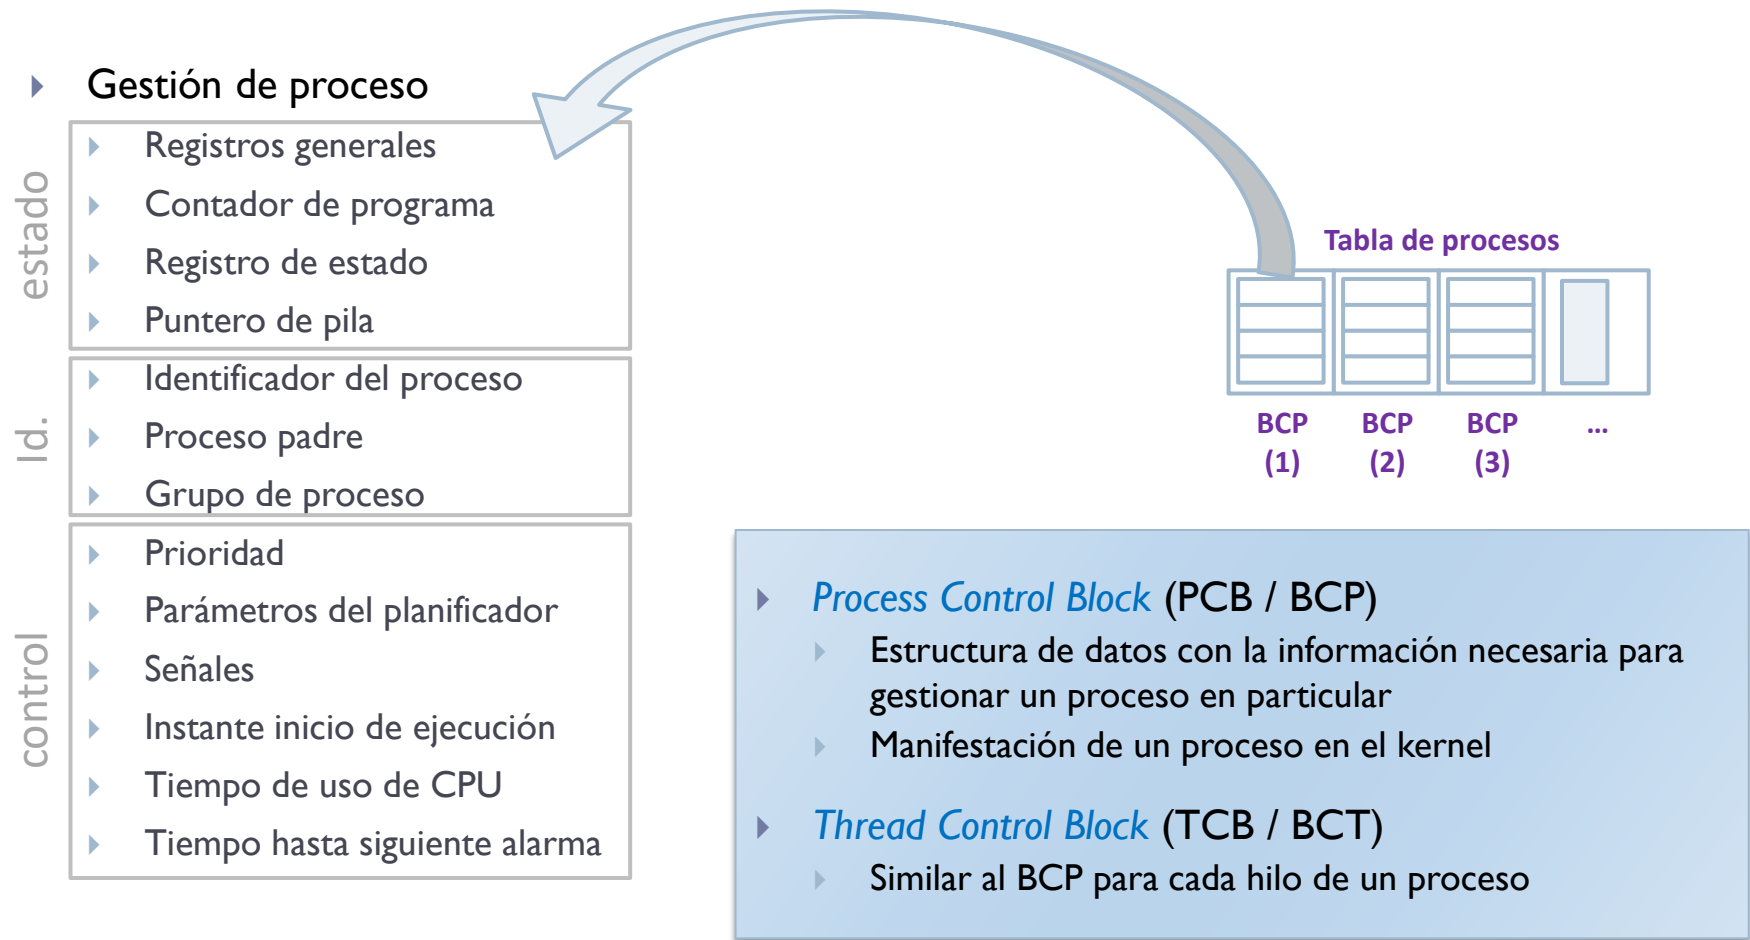 Gestión de proceso
estado
Registros generales
Contador de programa
Registro de estado
Puntero de pila
Id.
Identificador del proceso
Proceso padre
Grupo de proceso
control
Prioridad
Parámetros del planificador
Señales
Instante inicio de ejecución
Tiempo de uso de CPU
Tiempo hasta siguiente alarma
Tabla de procesos
BCP BCP BCP ...
(1) (2) (3)
Process Control Block (PCB / BCP)
Estructura de datos con la información necesaria para
gestionar un proceso en particular
Manifestación de un proceso en el kernel
Thread Control Block (TCB / BCT)
Similar al BCP para cada hilo de un proceso